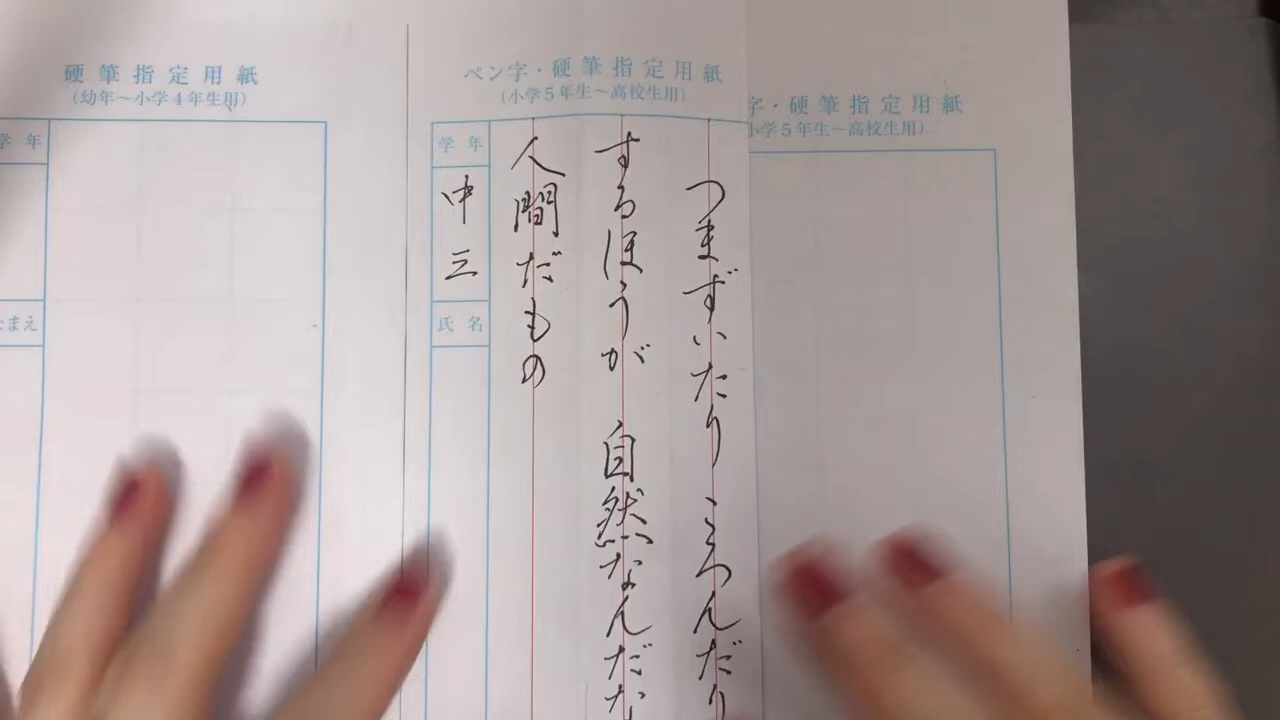 硬筆指定用紙
(幼年～小学4年生用)
学年
なまえ
ペン字・硬筆指定用紙
(小学5年生～高校生用)
つまずいたり ころんだり
するほうが 自然なんだな
人間だもの
学年
中三
氏名
字・硬筆指定用紙
小学5年生～高校生用)